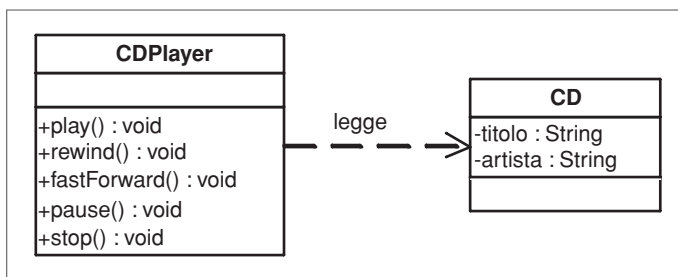 CDPlayer
+play() : void
+rewind() : void
+fastForward() : void
+pause() : void
+stop() : void
legge
CD
-titolo : String
-artista : String